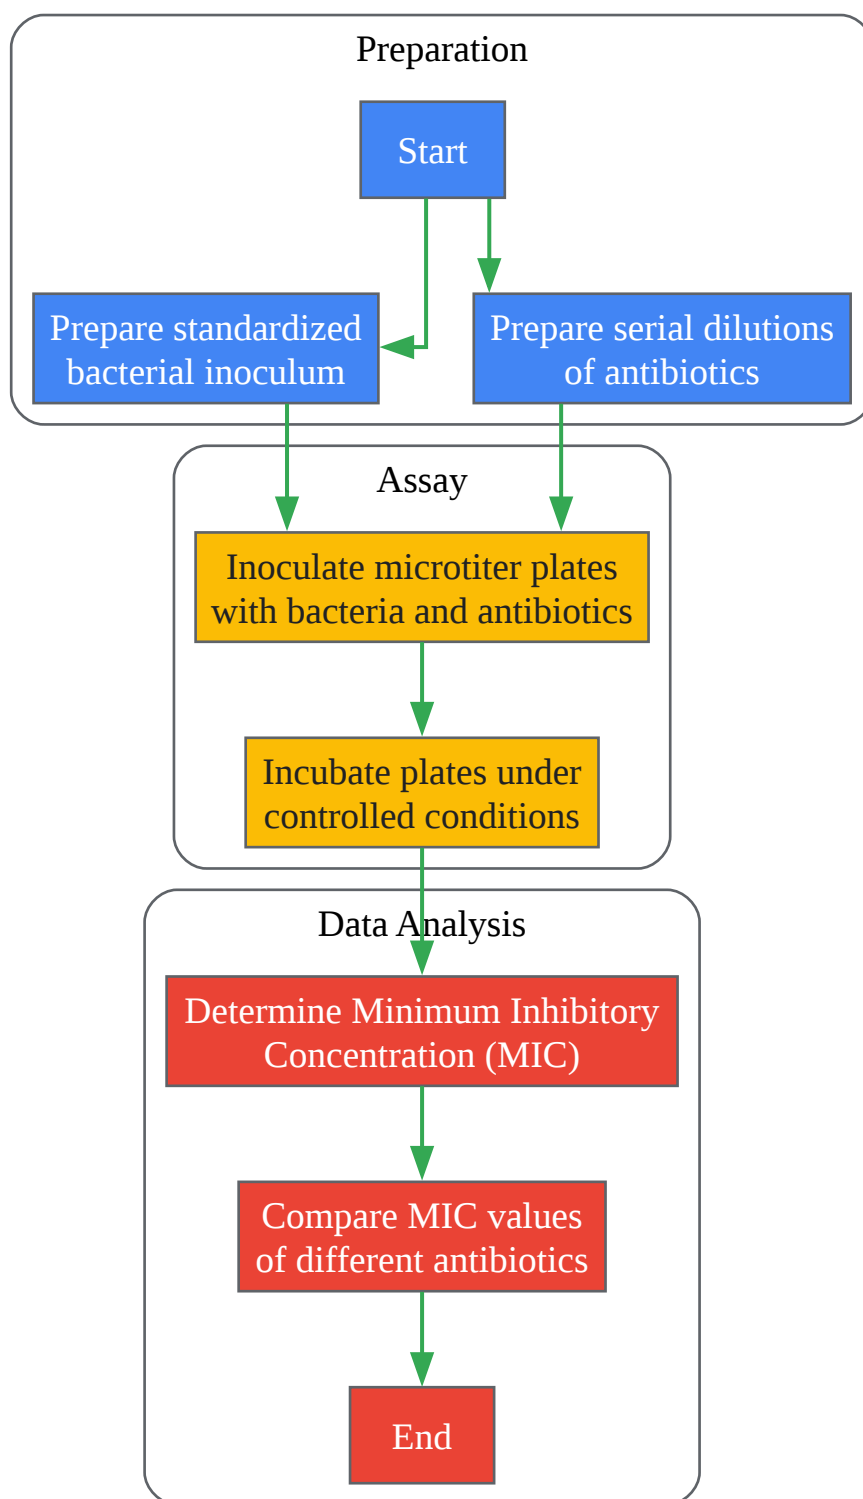 Preparation
Start
Prepare standardized
bacterial inoculum
Prepare serial dilutions
of antibiotics
Assay
Inoculate microtiter plates
with bacteria and antibiotics
Incubate plates under
controlled conditions
Data Analysis
Determine Minimum Inhibitory
Concentration (MIC)
Compare MIC values
of different antibiotics
End